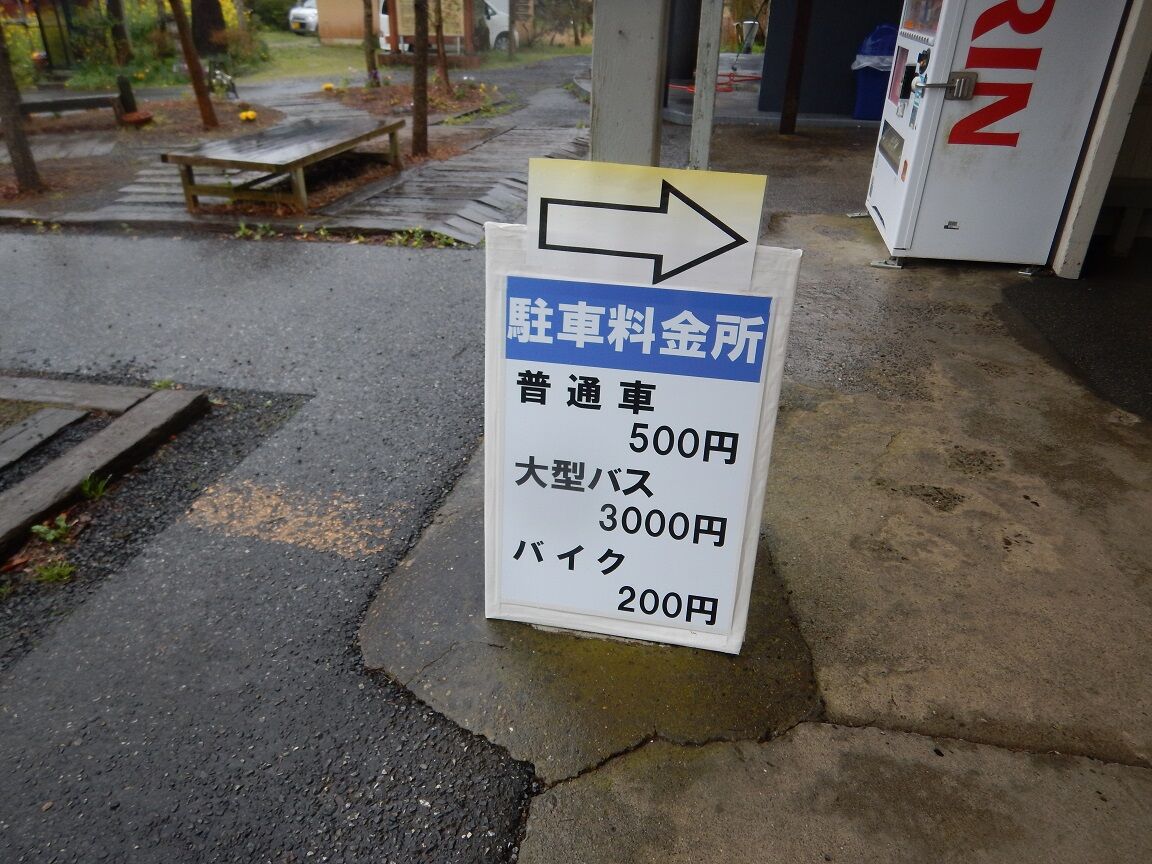 駐車料金所
普通車
500円
大型バス
3000円
バイク
200円
RIN